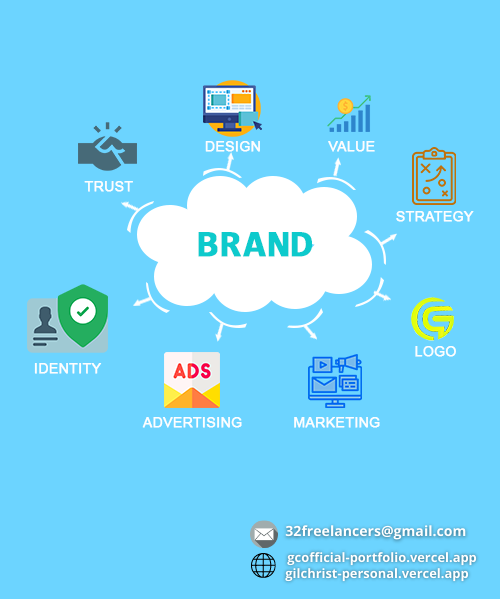 DESIGN
VALUE
TRUST
STRATEGY
BRAND
IDENTITY
ADS
LOGO
ADVERTISING
MARKETING
32freelancers@gmail.com
gcofficial-portfolio.vercel.app
gilchrist-personal.vercel.app